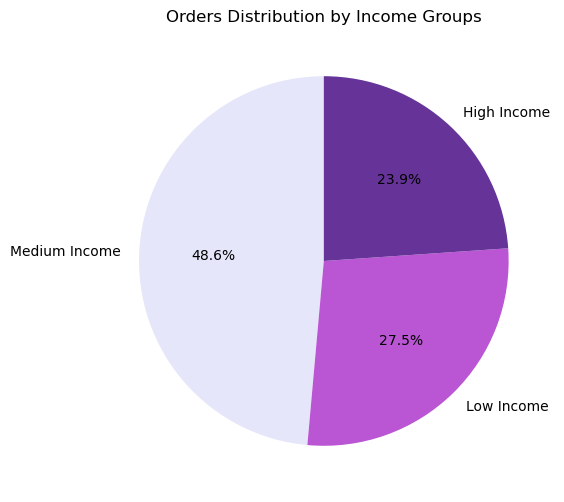 Orders Distribution by Income Groups
High Income
23.9%
Medium Income
48.6%
27.5%
Low Income